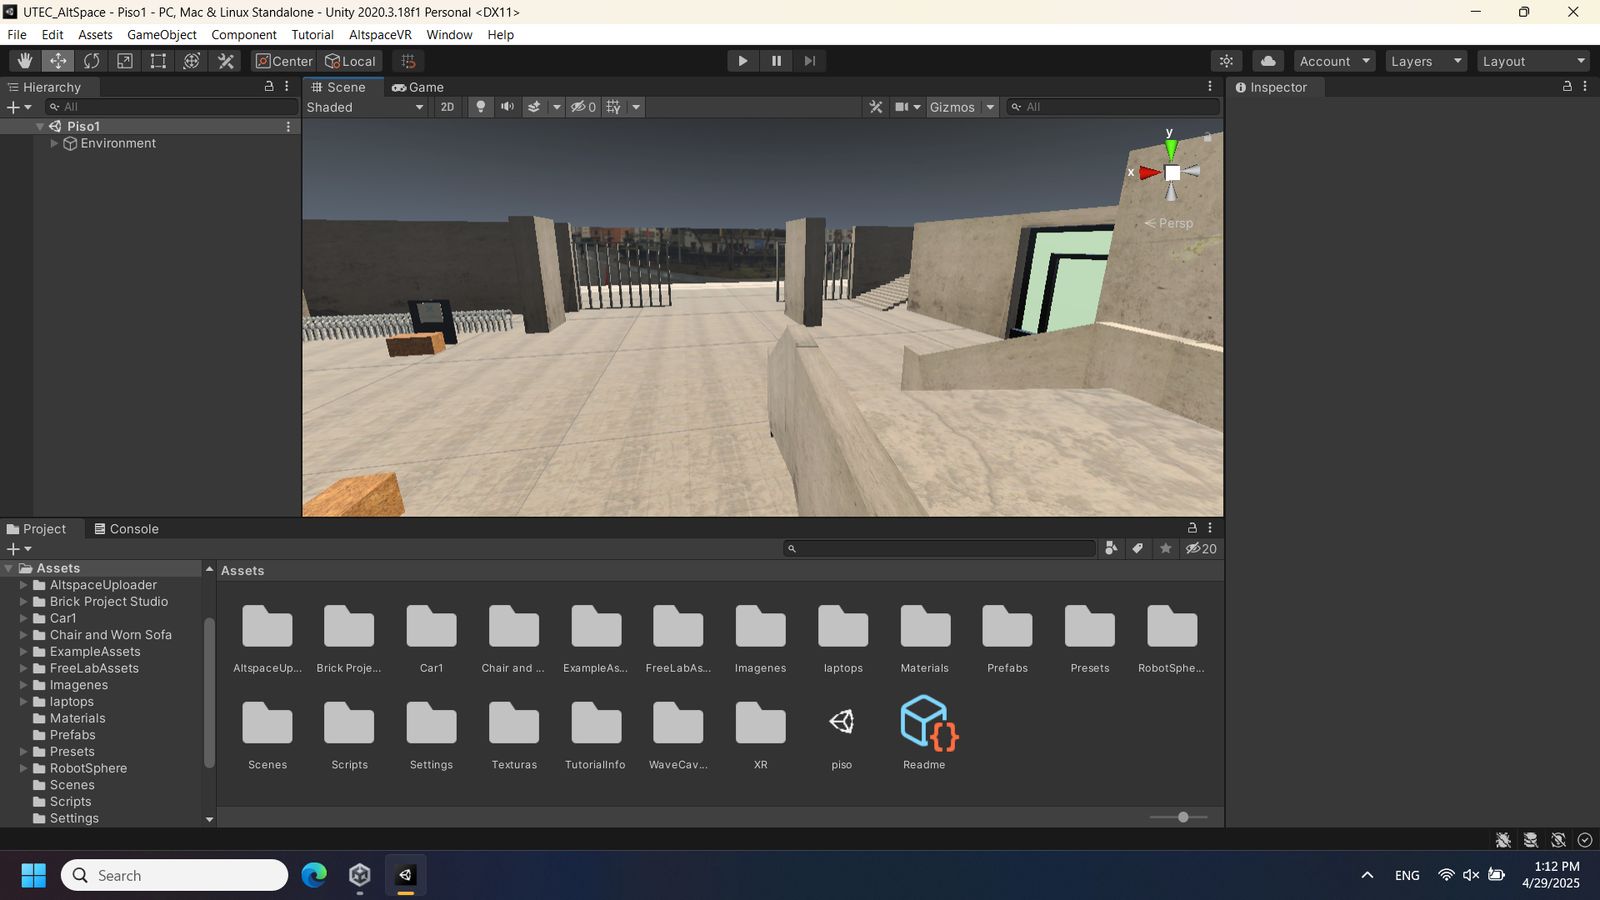 UTEC_AltSpace - Piso1 - PC, Mac & Linux Standalone - Unity 2020.3.18f1 Personal <DX11>
File Edit Assets GameObject Component Tutorial AltspaceVR Window Help
Center Local Account Layers Layout
Hierarchy
Scene Game
Inspector
All
Shaded 2D 0 Gizmos All
Piso1
Environment
y
x
Persp
Project Console
20
Assets
AltspaceUploader
Brick Project Studio
Car1
Chair and Worn Sofa
ExampleAssets
FreeLabAssets
Imagenes
laptops
Materials
Prefabs
Presets
RobotSphere
Scenes
Scripts
Settings
Assets
AltspaceUp... Brick Proje... Car1 Chair and ... ExampleAs... FreeLabAs... Imagenes laptops Materials Prefabs Presets RobotSphe...
Scenes Scripts Settings Texturas TutorialInfo WaveCav... XR piso Readme
Search
ENG
1:12 PM
4/29/2025